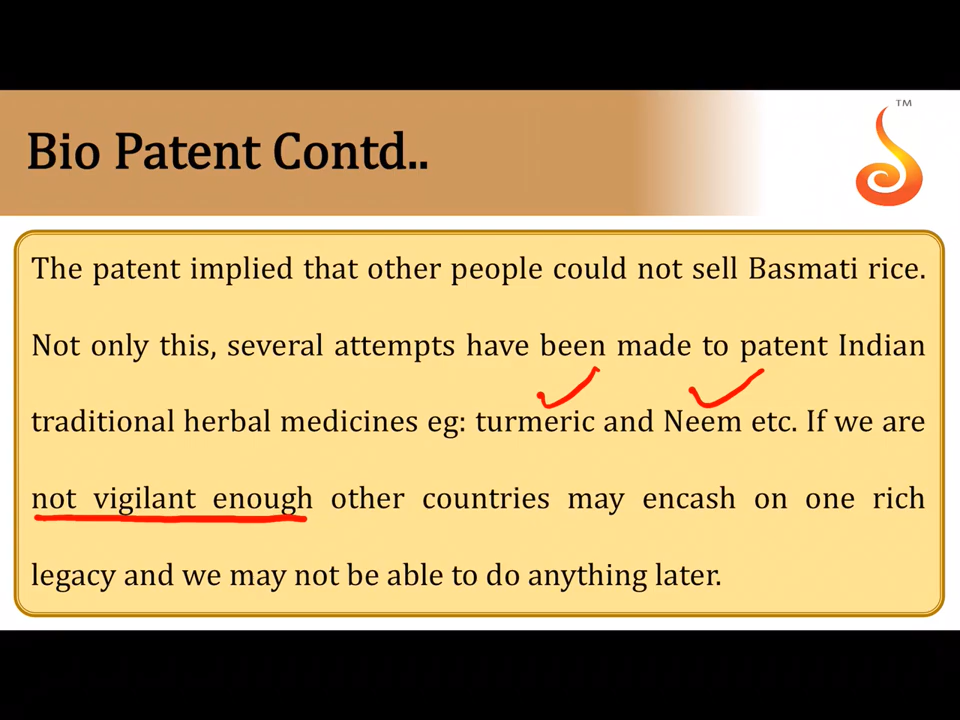 TM
Bio Patent Contd..
The patent implied that other people could not sell Basmati rice.
Not only this, several attempts have been made to patent Indian
traditional herbal medicines eg: turmeric and Neem etc. If we are
not vigilant enough other countries may encash on one rich
legacy and we may not be able to do anything later.